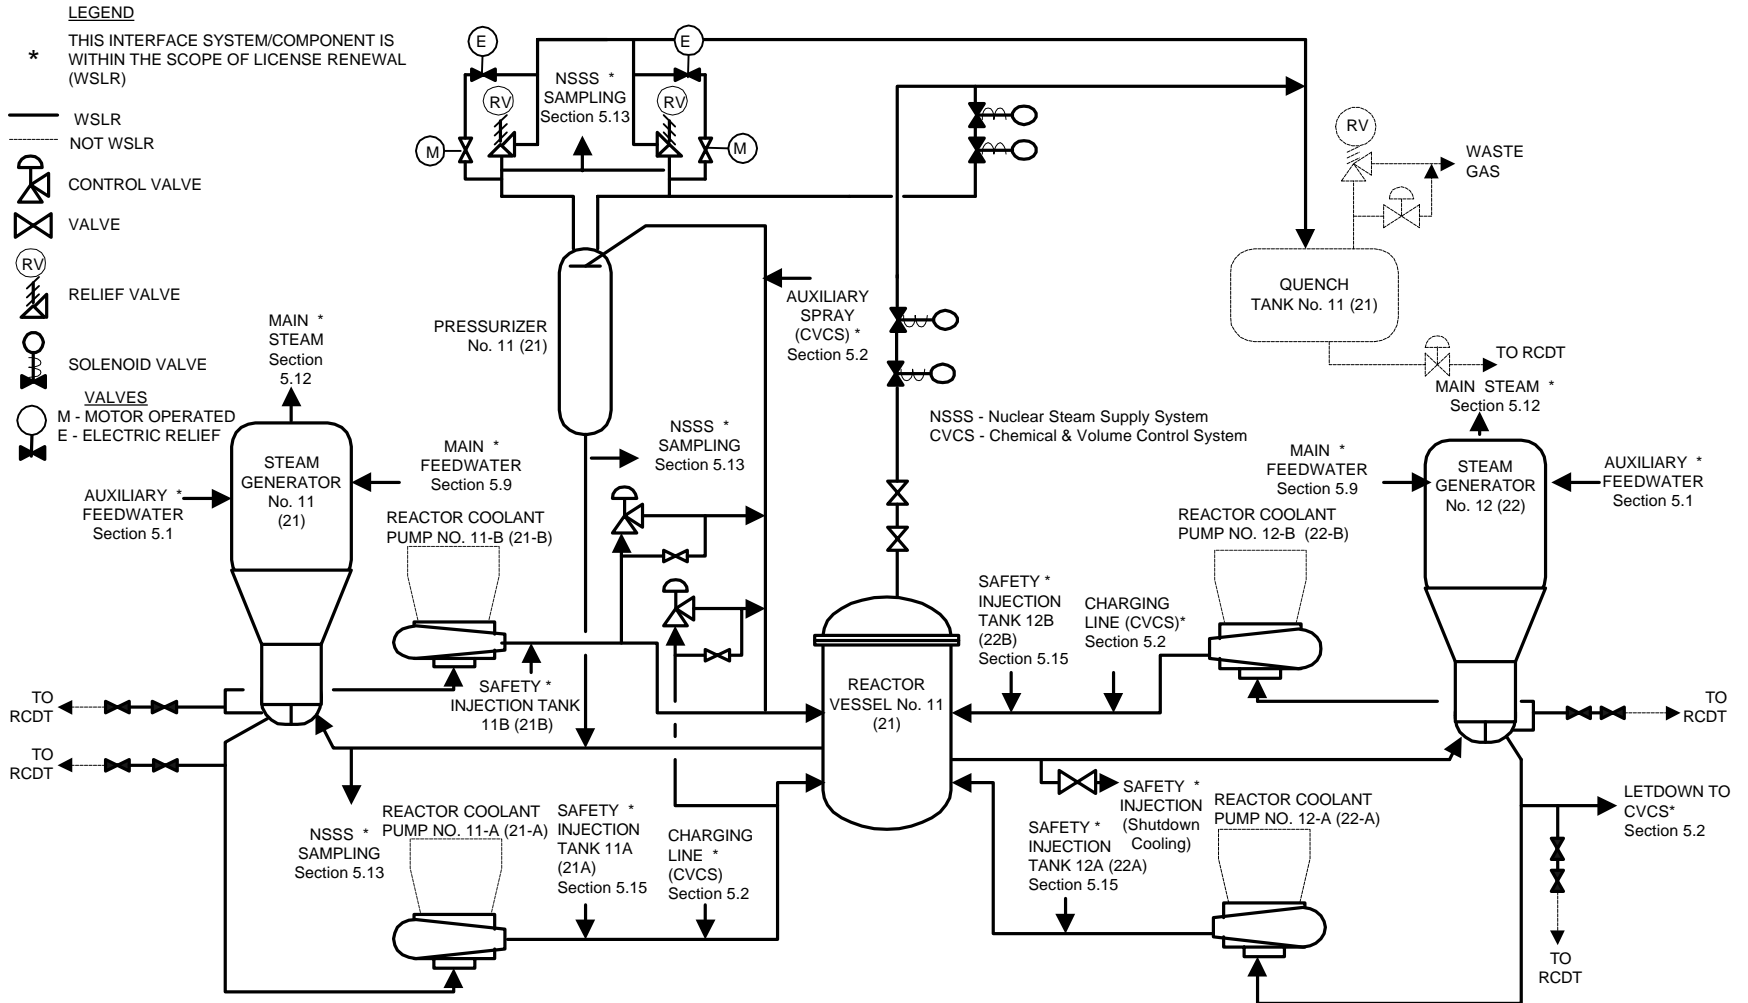 LEGEND
* THIS INTERFACE SYSTEM/COMPONENT IS
WITHIN THE SCOPE OF LICENSE RENEWAL
(WSLR)
WSLR
NOT WSLR
CONTROL VALVE
VALVE
RV
RELIEF VALVE
SOLENOID VALVE
VALVES
M - MOTOR OPERATED
E - ELECTRIC RELIEF
E
E
RV
RV
M
M
NSSS *
SAMPLING
Section 5.13
RV
WASTE
GAS
QUENCH
TANK No. 11 (21)
TO RCDT
AUXILIARY
SPRAY
(CVCS) *
Section 5.2
PRESSURIZER
No. 11 (21)
MAIN *
STEAM
Section
5.12
STEAM
GENERATOR
No. 11
(21)
AUXILIARY *
FEEDWATER
Section 5.1
MAIN *
FEEDWATER
Section 5.9
NSSS *
SAMPLING
Section 5.13
NSSS - Nuclear Steam Supply System
CVCS - Chemical & Volume Control System
MAIN STEAM *
Section 5.12
MAIN *
FEEDWATER
Section 5.9
STEAM
GENERATOR
No. 12 (22)
AUXILIARY *
FEEDWATER
Section 5.1
REACTOR COOLANT
PUMP NO. 11-B (21-B)
REACTOR COOLANT
PUMP NO. 12-B (22-B)
SAFETY *
INJECTION
TANK 12B
(22B)
Section 5.15
CHARGING
LINE (CVCS)*
Section 5.2
SAFETY *
INJECTION TANK
11B (21B)
REACTOR
VESSEL No. 11
(21)
TO
RCDT
TO
RCDT
TO
RCDT
NSSS *
SAMPLING
Section 5.13
REACTOR COOLANT
PUMP NO. 11-A (21-A)
SAFETY *
INJECTION
TANK 11A
(21A)
Section 5.15
CHARGING
LINE *
(CVCS)
Section 5.2
SAFETY *
INJECTION
TANK 12A (22A)
Section 5.15
SAFETY *
INJECTION
(Shutdown
Cooling)
REACTOR COOLANT
PUMP NO. 12-A (22-A)
LETDOWN TO
CVCS*
Section 5.2
TO
RCDT